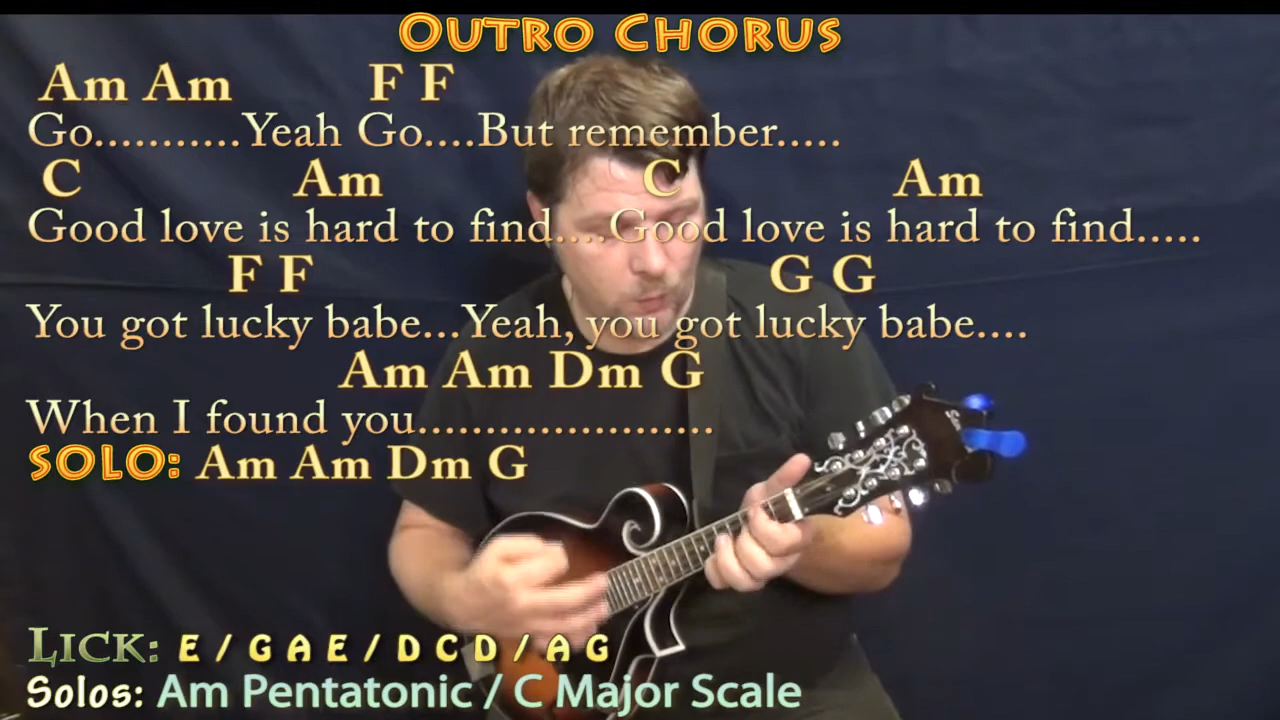 Outro Chorus
Am Am F F
Go...........Yeah Go....But remember.....
C Am C Am
Good love is hard to find....Good love is hard to find.....
F F G G
You got lucky babe...Yeah, you got lucky babe....
Am Am Dm G
When I found you......................
SOLO: Am Am Dm G
Lick: E / G A E / D C D / A G
Solos: Am Pentatonic / C Major Scale